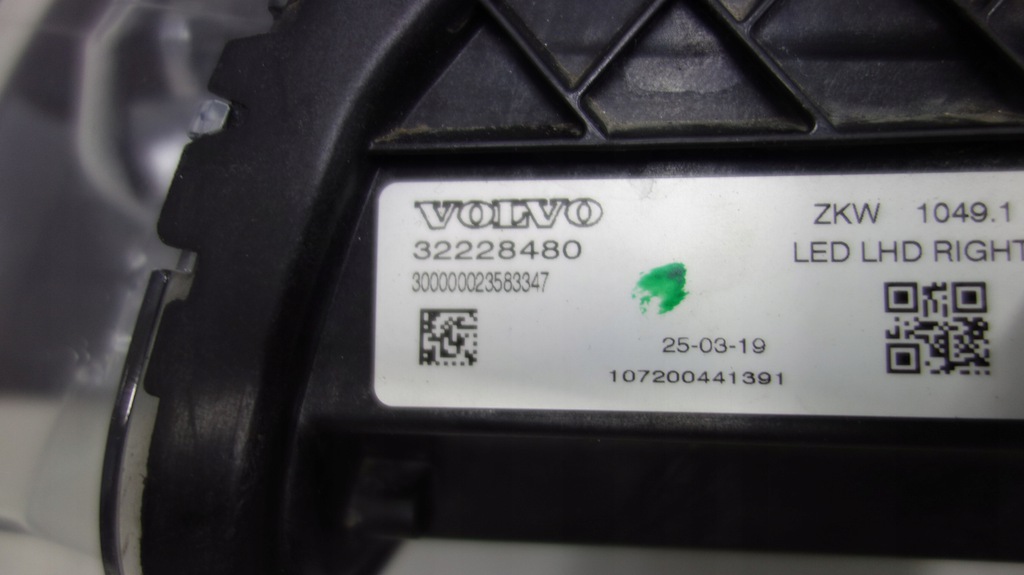 VOLVO
32228480
300000023583347
ZKW 1049.1
LED LHD RIGHT
25-03-19
107200441391